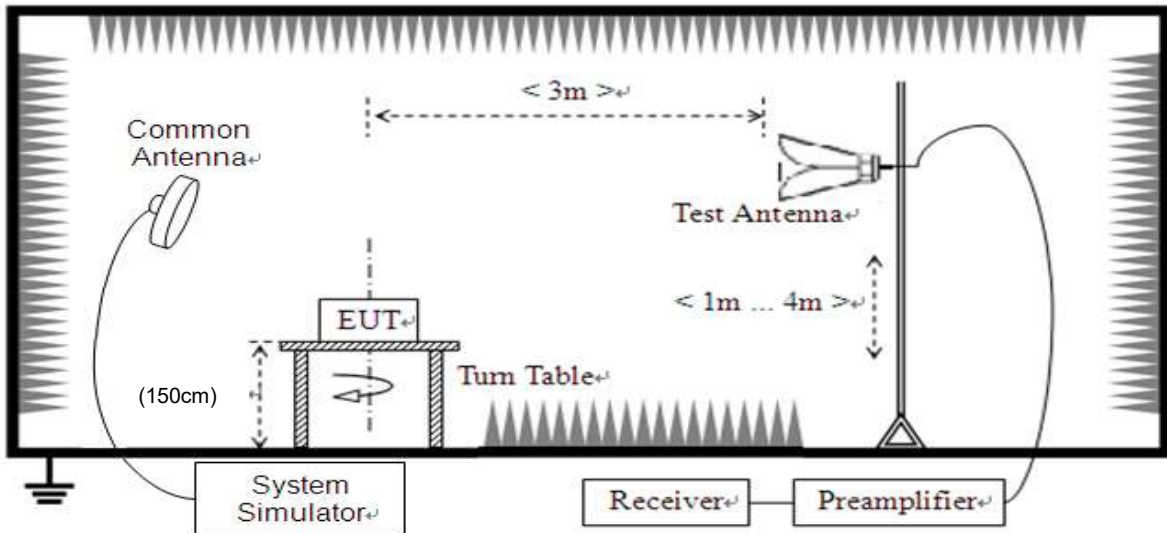 < 3m >↵
Common
Antenna↵
Test Antenna↵
< 1m ... 4m >↵
EUT↵
Turn Table↵
(150cm)
System
Simulator↵
Receiver↵
Preamplifier↵